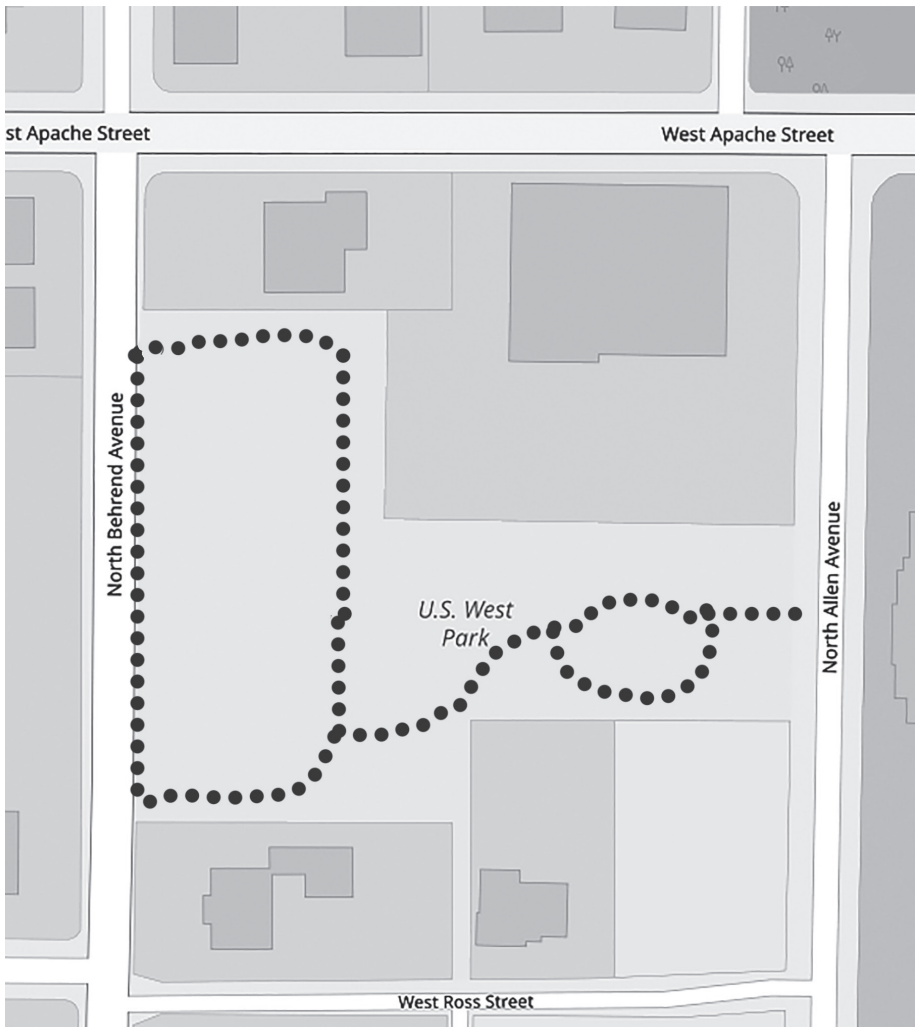 st Apache Street
West Apache Street
North Behrend Avenue
North Allen Avenue
U.S. West
Park
West Ross Street